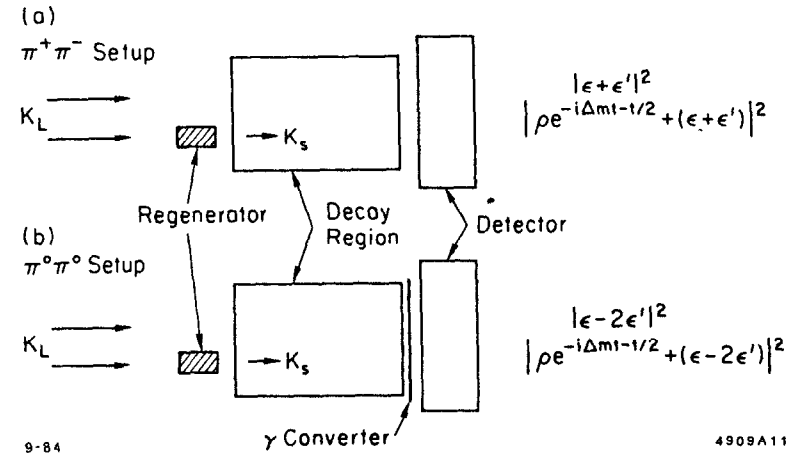 (a)
π⁺π⁻ Setup
K_L
K_s
|ϵ+ϵ'|²
|ρe^{-iΔmt-t/2}+(ϵ+ϵ')|²
Regenerator
Decay
Region
Detector
(b)
π°π° Setup
K_L
K_s
|ϵ-2ϵ'|²
|ρe^{-iΔmt-t/2}+(ϵ-2ϵ')|²
γ Converter
9-84
4909A11